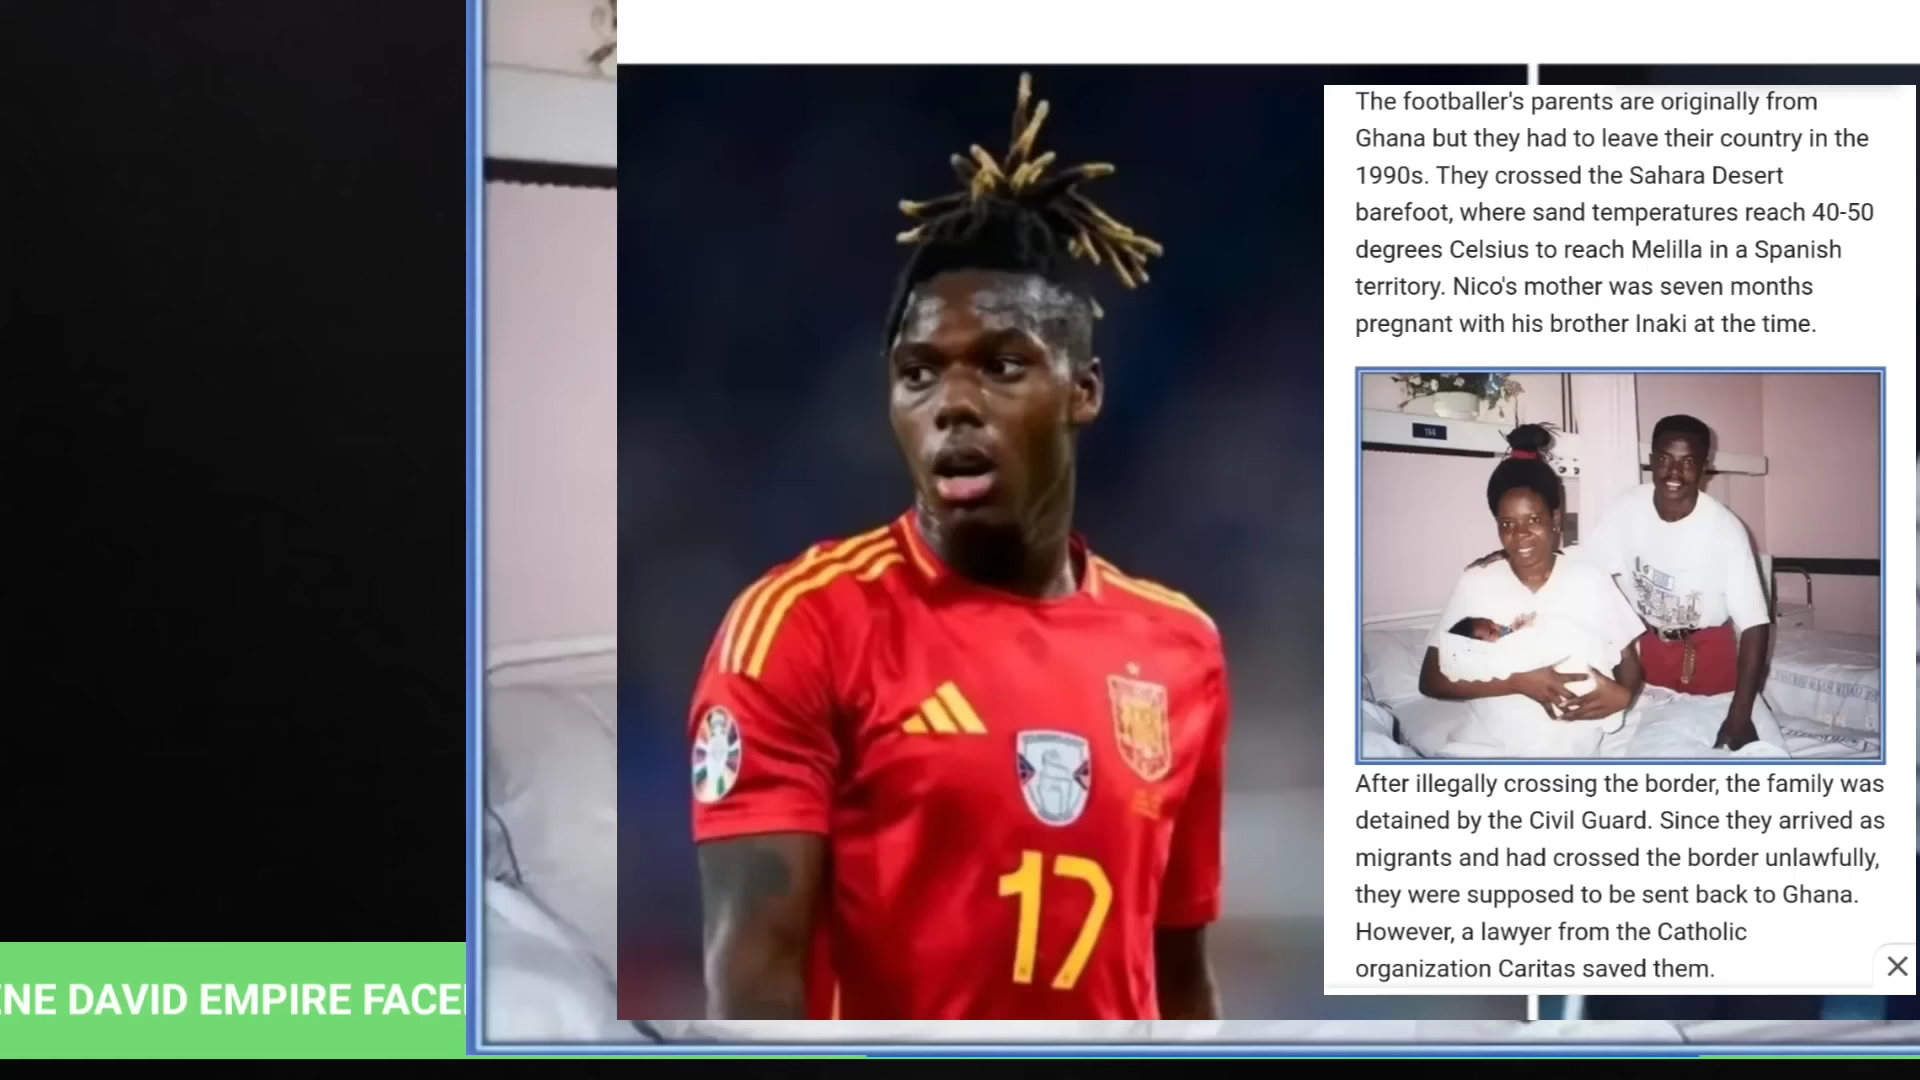 The footballer's parents are originally from
Ghana but they had to leave their country in the
1990s. They crossed the Sahara Desert
barefoot, where sand temperatures reach 40-50
degrees Celsius to reach Melilla in a Spanish
territory. Nico's mother was seven months
pregnant with his brother Inaki at the time.
After illegally crossing the border, the family was
detained by the Civil Guard. Since they arrived as
migrants and had crossed the border unlawfully,
they were supposed to be sent back to Ghana.
However, a lawyer from the Catholic
organization Caritas saved them.
17
ENE DAVID EMPIRE FACE